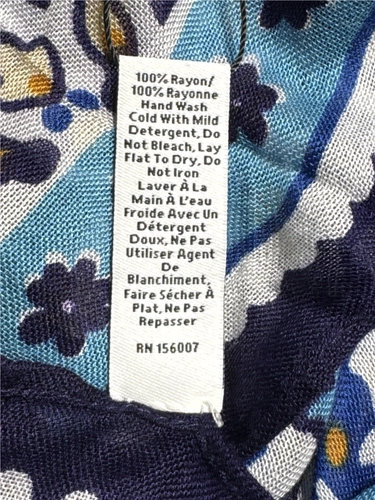 100% Rayon/
100% Rayonne
Hand Wash
Cold With Mild
Detergent, Do
Not Bleach, Lay
Flat To Dry, Do
Not Iron
Laver À La
Main À L'eau
Froide Avec Un
Détergent
Doux, Ne Pas
Utiliser Agent
De
Blanchiment,
Faire Sécher À
Plat, Ne Pas
Repasser
RN 156007